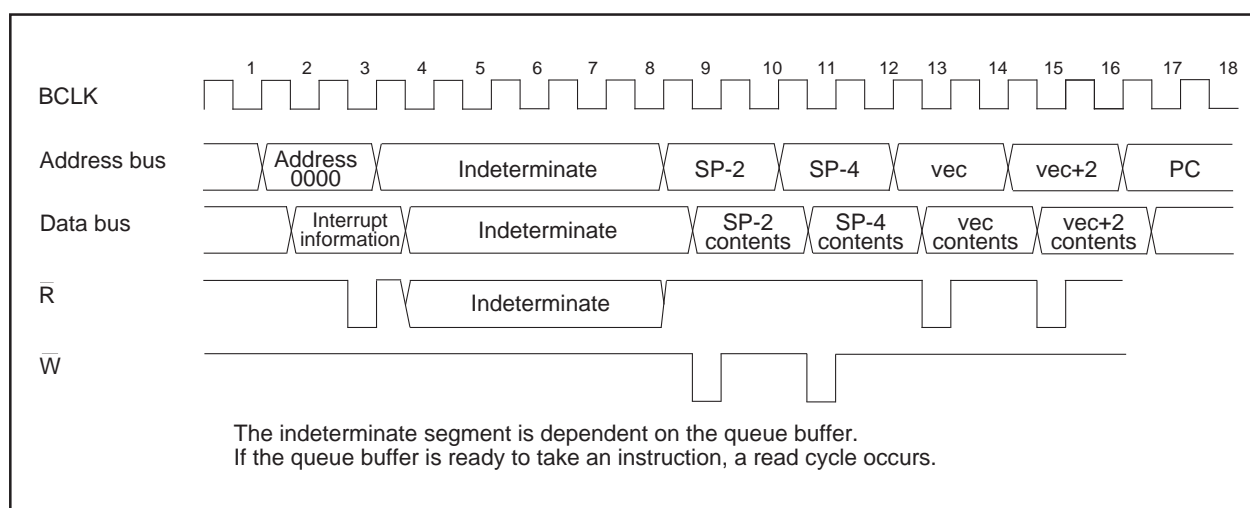 1 2 3 4 5 6 7 8 9 10 11 12 13 14 15 16 17 18
BCLK
Address bus
Address
0000
Indeterminate
SP-2
SP-4
vec
vec+2
PC
Data bus
Interrupt
information
Indeterminate
SP-2
contents
SP-4
contents
vec
contents
vec+2
contents
R̅
Indeterminate
W̅
The indeterminate segment is dependent on the queue buffer.
If the queue buffer is ready to take an instruction, a read cycle occurs.